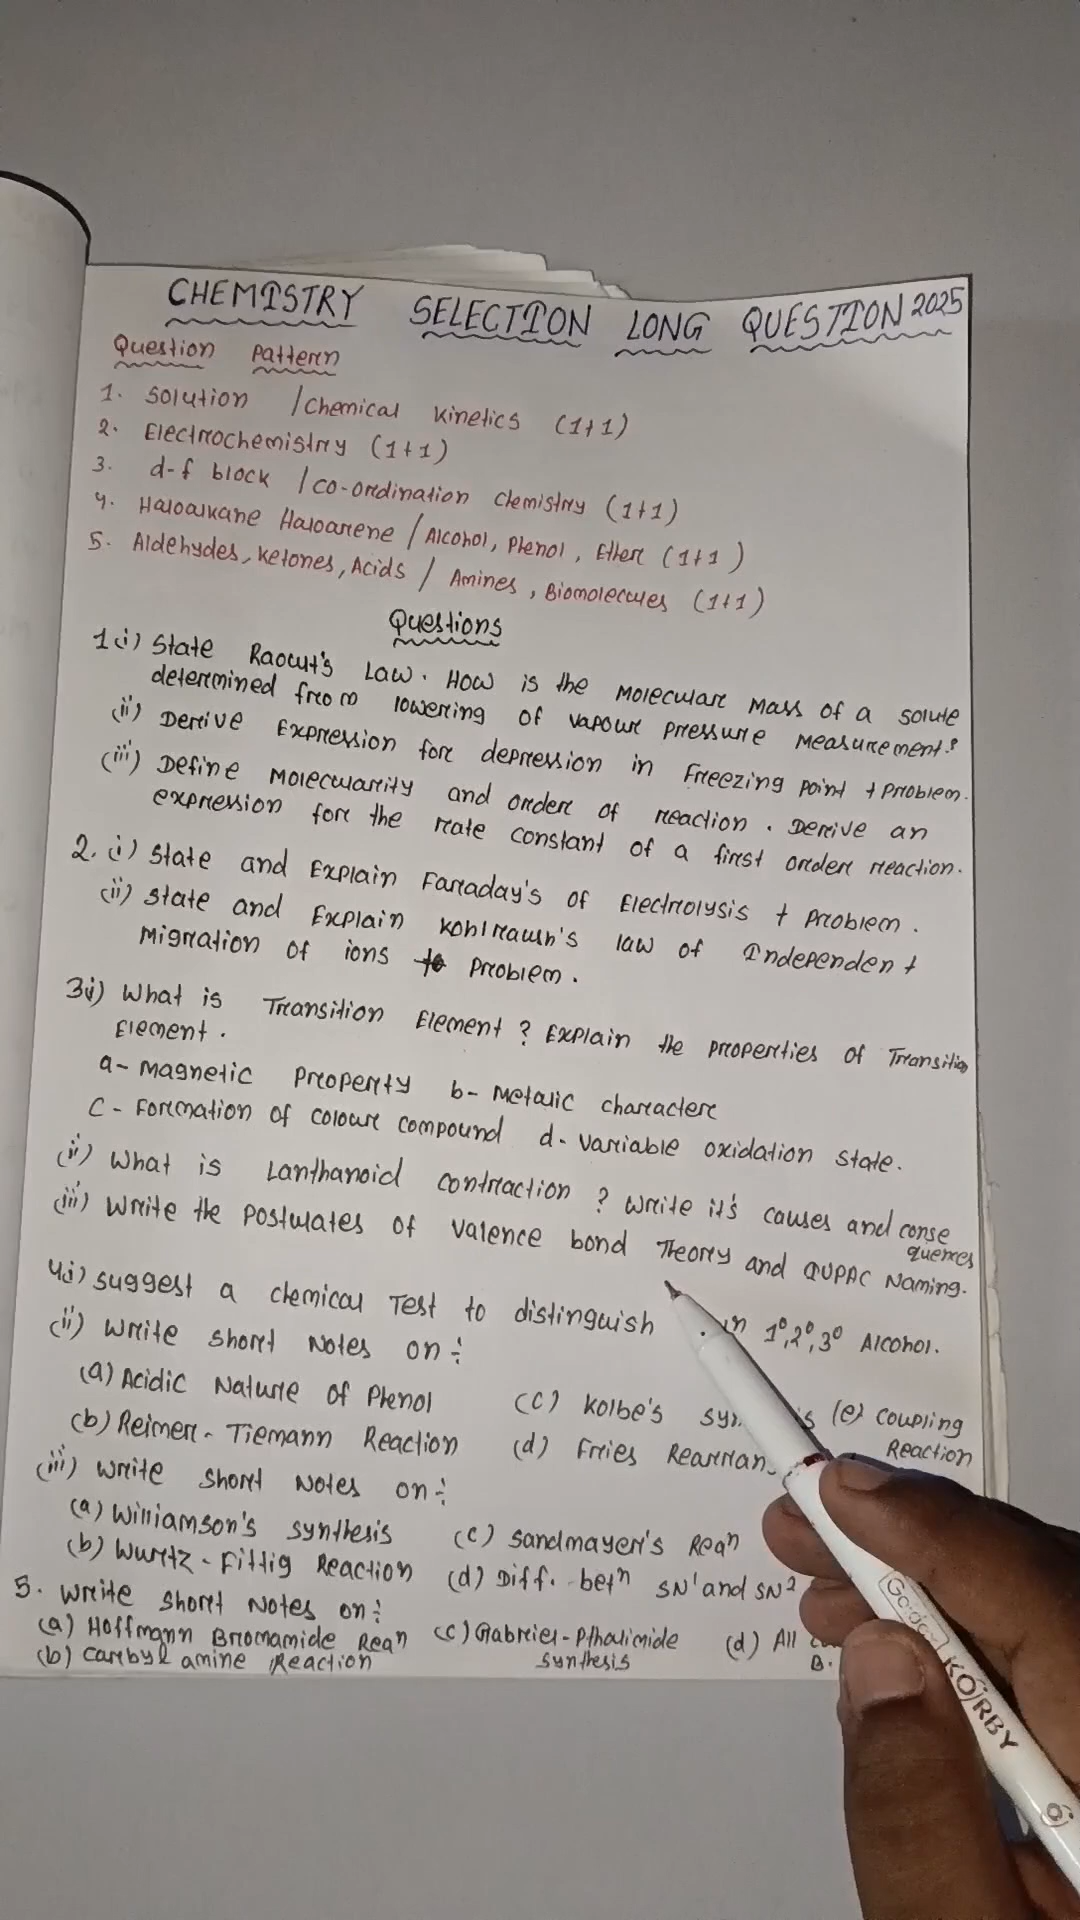 CHEMISTRY SELECTION LONG QUESTION 2025
Question Pattern
1. Solution / Chemical Kinetics (1+1)
2. Electrochemistry (1+1)
3. d-f block / co-ordination chemistry (1+1)
4. Haloalkane Haloarene / Alcohol, Phenol, Ether (1+1)
5. Aldehydes, Ketones, Acids / Amines, Biomolecules (1+1)
Questions
1(i) State Raoult's Law. How is the Molecular Mass of a solute
determined from lowering of vapour pressure Measurement?
(ii) Derive Expression for depression in Freezing point + Problem.
(iii) Define Molecularity and order of reaction. Derive an
expression for the rate constant of a first order reaction.
2. (i) State and Explain Faraday's of Electrolysis + Problem.
(ii) State and Explain Kohlraush's law of Independent
Migration of ions Problem.
3(i) What is Transition Element? Explain the properties of Transition
Element.
a- Magnetic Property b- Metallic character
c- Formation of colour compound d- variable oxidation state.
(ii) What is Lanthanoid contraction? Write it's causes and conse
quences
(iii) Write the Postulates of Valence bond Theory and IUPAC Naming.
4(i) Suggest a chemical Test to distinguish 1°,2°,3° Alcohol.
(ii) Write Short Notes on ÷
(a) Acidic Nature of Phenol (c) Kolbe's (e) Coupling
Reaction
(b) Reimer-Tiemann Reaction (d) Fries
(iii) Write Short Notes on ÷
(a) Williamson's Synthesis (c) Sandmayer's Reaⁿ
(b) Wurtz-Fittig Reaction (d) Diff. betⁿ SN¹ and SN²
5. Write Short Notes on ÷
(a) Hoffmann Bromamide Reaⁿ (c) Gabriel-Pthalimide
Synthesis (d) All
B.
(b) Carbyl amine Reaction
Golden KORBY